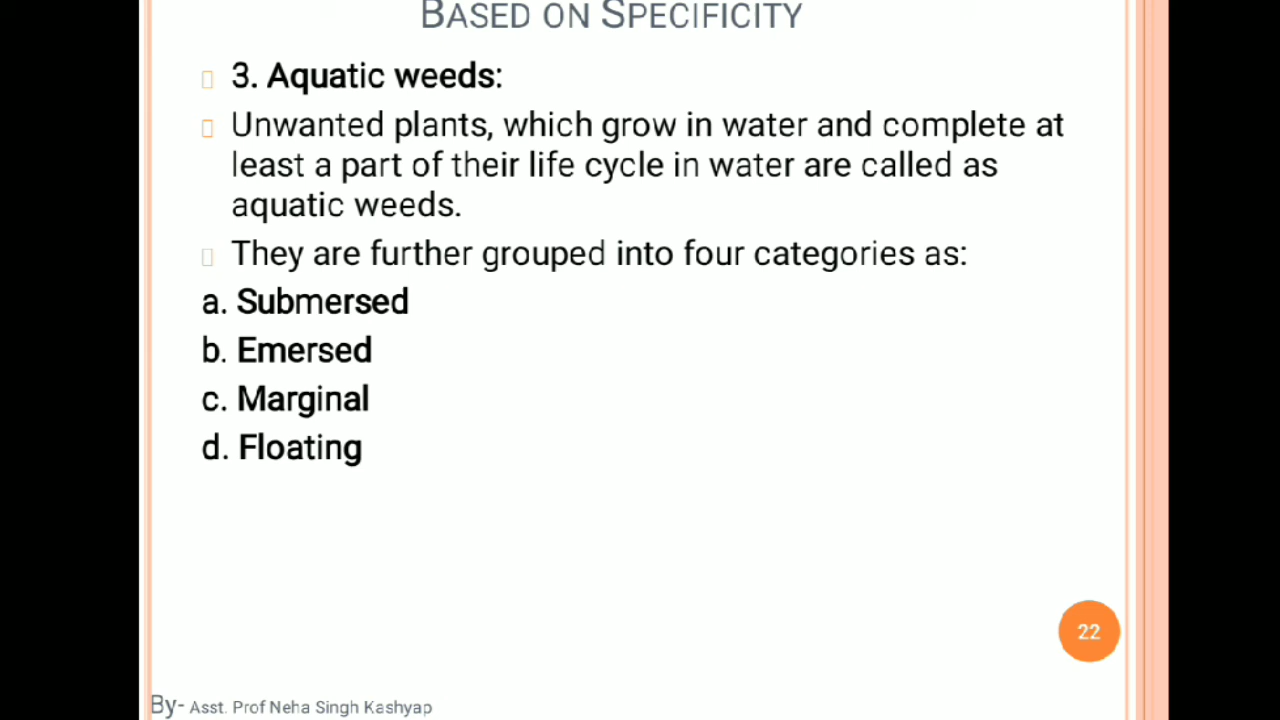 BASED ON SPECIFICITY
3. Aquatic weeds:
Unwanted plants, which grow in water and complete at
least a part of their life cycle in water are called as
aquatic weeds.
They are further grouped into four categories as:
a. Submersed
b. Emersed
c. Marginal
d. Floating
22
By- Asst. Prof Neha Singh Kashyap